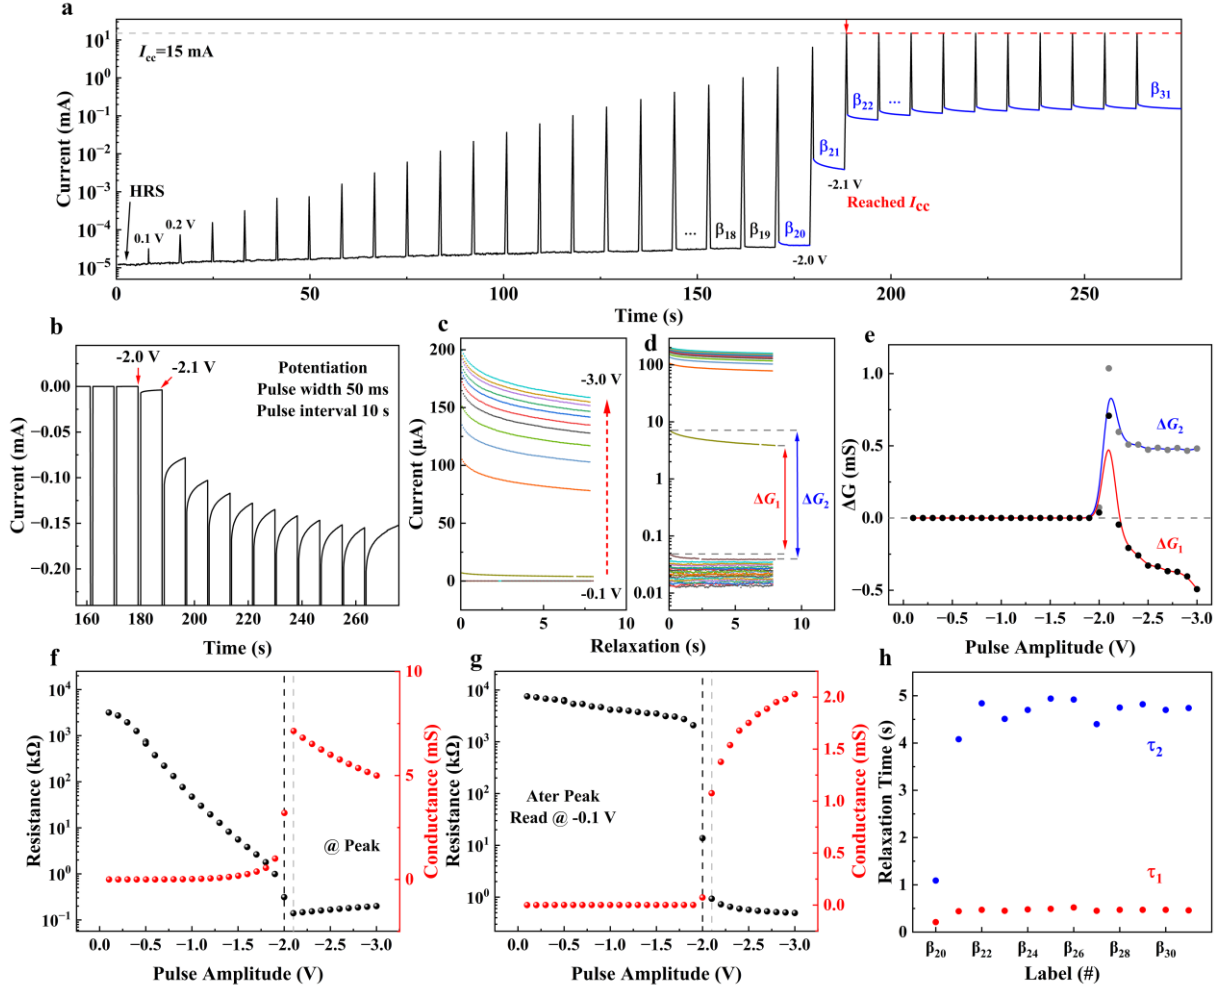 a
10¹
10⁰
10⁻¹
10⁻²
10⁻³
10⁻⁴
10⁻⁵
Current (mA)
I_cc=15 mA
HRS
0.1 V
0.2 V
...
β₁₈
β₁₉
β₂₀
-2.0 V
β₂₁
-2.1 V
Reached I_cc
β₂₂
...
β₃₁
0 50 100 150 200 250
Time (s)
b
0.00
−0.05
−0.10
−0.15
−0.20
Current (mA)
-2.0 V
-2.1 V
Potentiation
Pulse width 50 ms
Pulse interval 10 s
160 180 200 220 240 260
Time (s)
c
200
150
100
50
0
Current (μA)
-3.0 V
-0.1 V
0 5 10
d
100
10
1
0.1
0.01
ΔG₁
ΔG₂
0 5 10
Relaxation (s)
e
1.0
0.5
0.0
−0.5
ΔG (mS)
ΔG₂
ΔG₁
0.0 −0.5 −1.0 −1.5 −2.0 −2.5 −3.0
Pulse Amplitude (V)
f
10⁴
10³
10²
10¹
10⁰
10⁻¹
Resistance (kΩ)
@ Peak
10
5
0
Conductance (mS)
0.0 −0.5 −1.0 −1.5 −2.0 −2.5 −3.0
Pulse Amplitude (V)
g
10⁴
10³
10²
10¹
10⁰
Resistance (kΩ)
Ater Peak
Read @ -0.1 V
2.0
1.5
1.0
0.5
0.0
Conductance (mS)
0.0 −0.5 −1.0 −1.5 −2.0 −2.5 −3.0
Pulse Amplitude (V)
h
5
4
3
2
1
0
Relaxation Time (s)
τ₂
τ₁
β₂₀ β₂₂ β₂₄ β₂₆ β₂₈ β₃₀
Label (#)